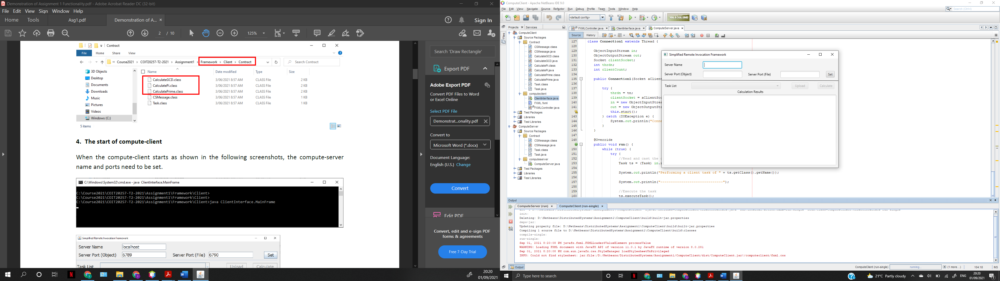 Demonstration of Assignment 1 Functionality.pdf - Adobe Acrobat Reader DC (32-bit)
File Edit View Sign Window Help
Home Tools Asg1.pdf Demonstration of A... × Sign In
2 / 10 125%
Contract
File Home Share View
« Course2021 > COIT20257-T2-2021 > Assignment1 > Framework > Client > Contract Search Contract
Name Date modified Type Size
3D Objects
Desktop
Documents
Downloads
Music
Pictures
Videos
Windows (C:)
CalculateGCD.class 3/06/2021 8:57 AM CLASS File 2 KB
CalculatePi.class 3/06/2021 8:57 AM CLASS File 2 KB
CalculatePrime.class 3/06/2021 8:57 AM CLASS File 2 KB
CSMessage.class 3/06/2021 8:57 AM CLASS File 1 KB
Task.class 3/06/2021 8:57 AM CLASS File 1 KB
5 items
4. The start of compute-client
When the compute-client starts as shown in the following screenshots, the compute-server
name and ports need to be set.
C:\Windows\System32\cmd.exe - java ClientInterface.MainFrame
C:\Course2021\COIT20257-T2-2021\Assignment1\Framework\Client>
C:\Course2021\COIT20257-T2-2021\Assignment1\Framework\Client>
C:\Course2021\COIT20257-T2-2021\Assignment1\Framework\Client>java ClientInterface.MainFrame
Simplified Remote Invocation Framework
Server Name localhost
Server Port (Object) 6789 Server Port (File) 6790 Set
Task List Upload Calculate
Search 'Draw Rectangle'
Export PDF
Adobe Export PDF
Convert PDF Files to Word
or Excel Online
Select PDF File
Demonstrat...onality.pdf
Convert to
Microsoft Word (*.docx)
Document Language:
English (U.S.) Change
Convert
Edit PDF
Convert, edit and e-sign PDF
forms & agreements
Free 7-Day Trial
20:20
01/09/2021
ComputeClient - Apache NetBeans IDE 9.0
File Edit View Navigate Source Refactor Run Debug Profile Team Tools Window Help
Search (Ctrl+I)
<default config> 388.9/356.5MB
Projects × Services
Files
ComputeClient
Source Packages
Contract
CSMessage.class
CSMessage.java
CalculateGCD.class
CalculateGCD.java
CalculatePi.class
CalculatePi.java
CalculatePrime.class
CalculatePrime.java
Task.class
Task.java
computeclient
ClientInterface.java
FXML.fxml
FXMLController.java
Test Packages
Libraries
Test Libraries
ComputeServer
Source Packages
Contract
CSMessage.class
CSMessage.java
Task.class
Task.java
computeserver
ComputeServer.java
Test Packages
Libraries
Test Libraries
FXMLController.java × ClientInterface.java × ComputeServer.java ×
Source History
127 class Connection1 extends Thread {
128
129 ObjectInputStream in;
130 ObjectOutputStream out;
131 Socket clientSocket;
132 int thrdn;
133 int clientCount;
134
135 public Connection1(Socket aClien
136
137 try {
138 thrdn = tn;
139 clientSocket = aClientSoc
140 in = new ObjectInputStrea
141 out = new ObjectOutputStr
this.start();
143 } catch (IOException e) {
144 System.out.println("Conne
145 }
146 }
147
148 @Override
public void run() {
150 while (true) {
151 try {
152 //Read and cast the
153 Task ts = (Task) in.r
154
155 System.out.println("Performing a client task of " + ts.getClass().getName());
156
157 System.out.println("------------------------------");
158
159 //Execute the task
160 ts.executeTask();
Simplified Remote Invocation Framework
Server Name
Server Port (Object) Server Port (File) Set
Task List Upload Calculate
Calculation Results
Output
ComputeServer (run) × ComputeClient (run-single) ×
init:
Deleting: D:\Netbeans\DistributedSystems\Assignment1\ComputeClient\build\built-jar.properties
deps-jar:
Updating property file: D:\Netbeans\DistributedSystems\Assignment1\ComputeClient\build\built-jar.properties
Compiling 1 source file to D:\Netbeans\DistributedSystems\Assignment1\ComputeClient\build\classes
compile-single:
run-single:
Sep 01, 2021 8:20:08 PM javafx.fxml.FXMLLoader$ValueElement processValue
WARNING: Loading FXML document with JavaFX API of version 11.0.1 by JavaFX runtime of version 8.0.281
Sep 01, 2021 8:20:08 PM com.sun.javafx.css.StyleManager loadStylesheetUnPrivileged
INFO: Could not find stylesheet: jar:file:/D:/Netbeans/DistributedSystems/Assignment1/ComputeClient/dist/ComputeClient.jar!/computeclient/fxml.css
Output ComputeClient (run-single) running... (1 more...) 104:18 INS
Type here to search 21°C Partly cloudy ENG 20:20
01/09/2021